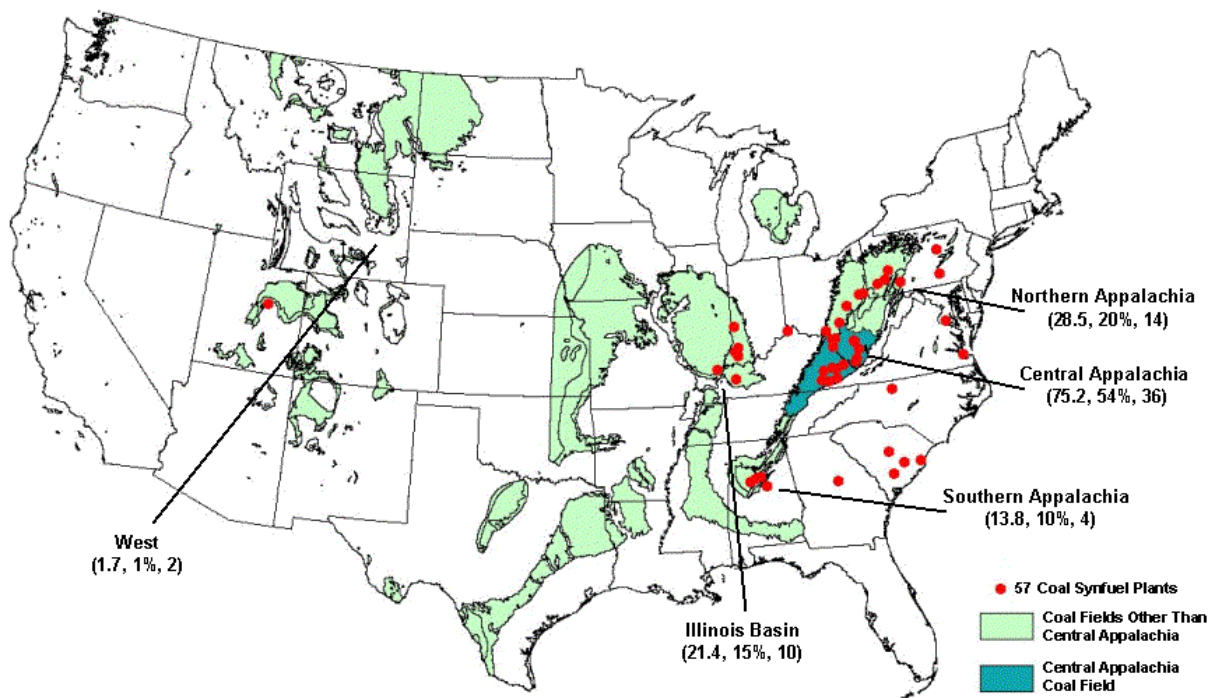 Northern Appalachia
(28.5, 20%, 14)
Central Appalachia
(75.2, 54%, 36)
Southern Appalachia
(13.8, 10%, 4)
West
(1.7, 1%, 2)
Illinois Basin
(21.4, 15%, 10)
57 Coal Synfuel Plants
Coal Fields Other Than
Central Appalachia
Central Appalachia
Coal Field